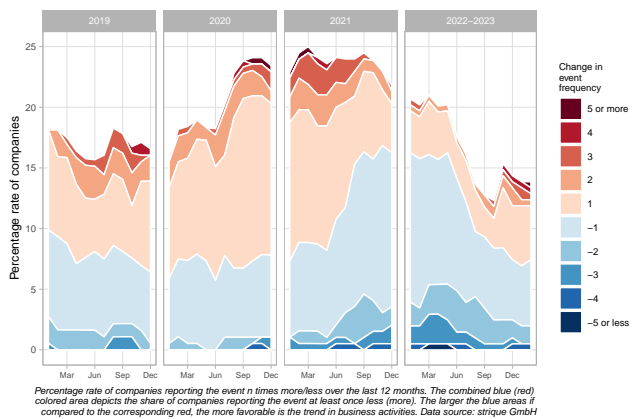 2019
2020
2021
2022−2023
Percentage rate of companies
25
20
15
10
5
0
Mar Jun Sep Dec
Mar Jun Sep Dec
Mar Jun Sep Dec
Mar Jun Sep Dec
Change in
event
frequency
5 or more
4
3
2
1
−1
−2
−3
−4
−5 or less
Percentage rate of companies reporting the event n times more/less over the last 12 months. The combined blue (red)
colored area depicts the share of companies reporting the event at least once less (more). The larger the blue areas if
compared to the corresponding red, the more favorable is the trend in business activities. Data source: strique GmbH